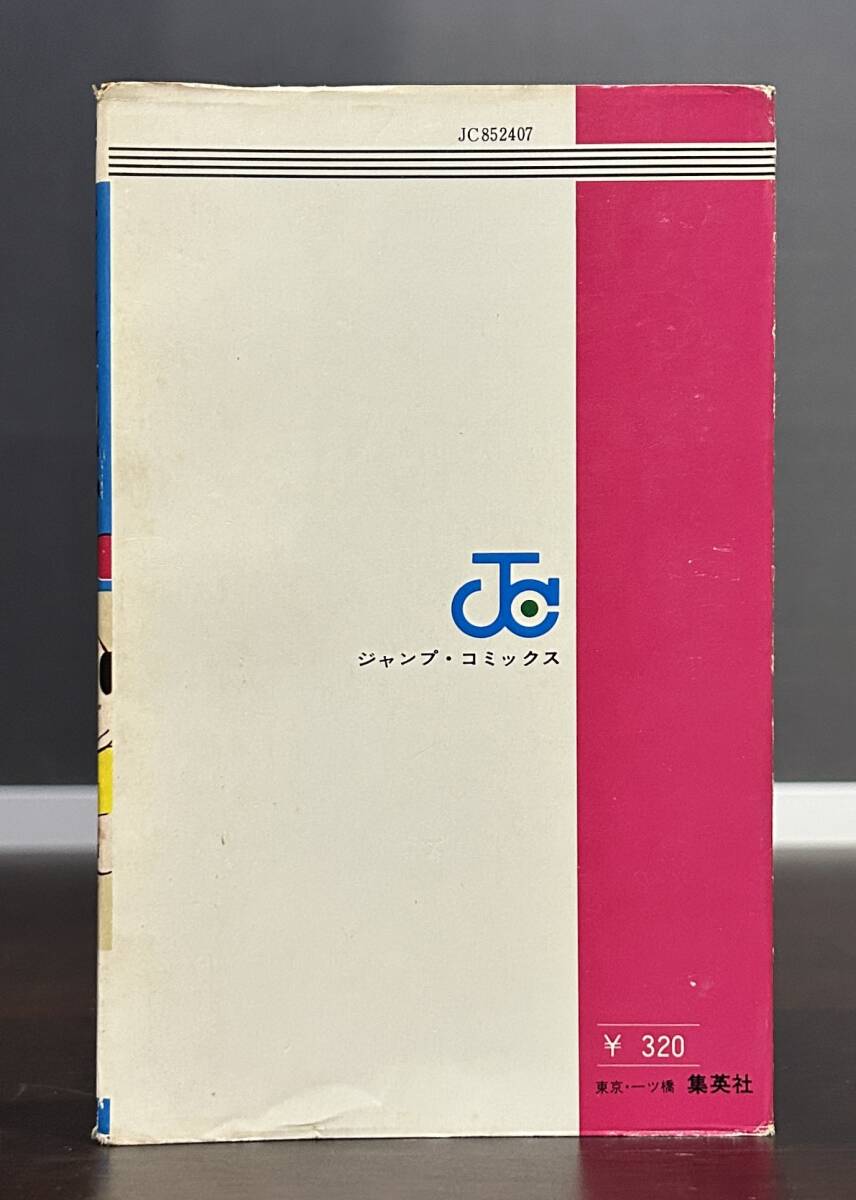 JC852407
JC
ジャンプ・コミックス
¥ 320
東京・一ツ橋 集英社